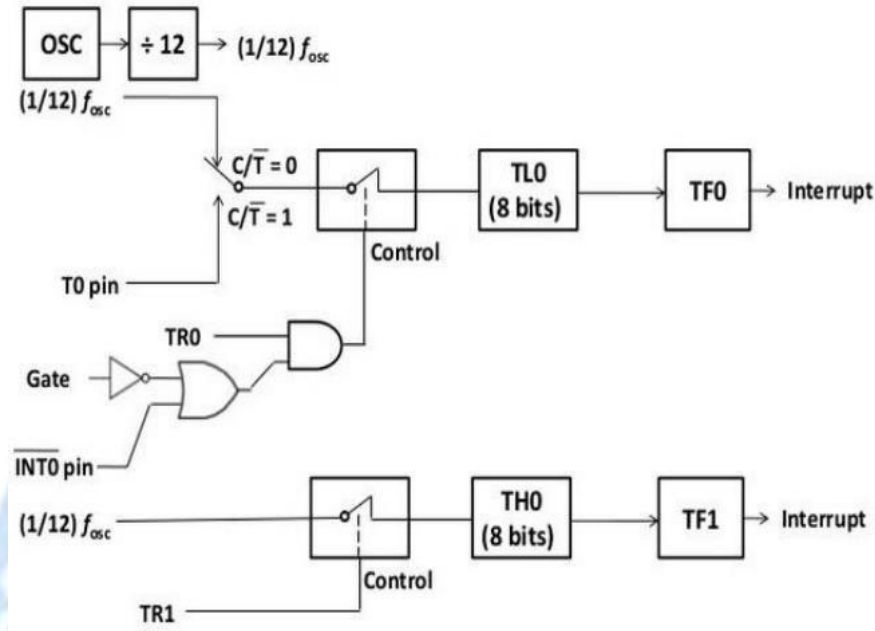 OSC
÷ 12
(1/12) fosc
(1/12) fosc
C/T̅ = 0
C/T̅ = 1
T0 pin
Control
TL0
(8 bits)
TF0
Interrupt
TR0
Gate
I̅N̅T̅0̅ pin
(1/12) fosc
Control
TR1
TH0
(8 bits)
TF1
Interrupt